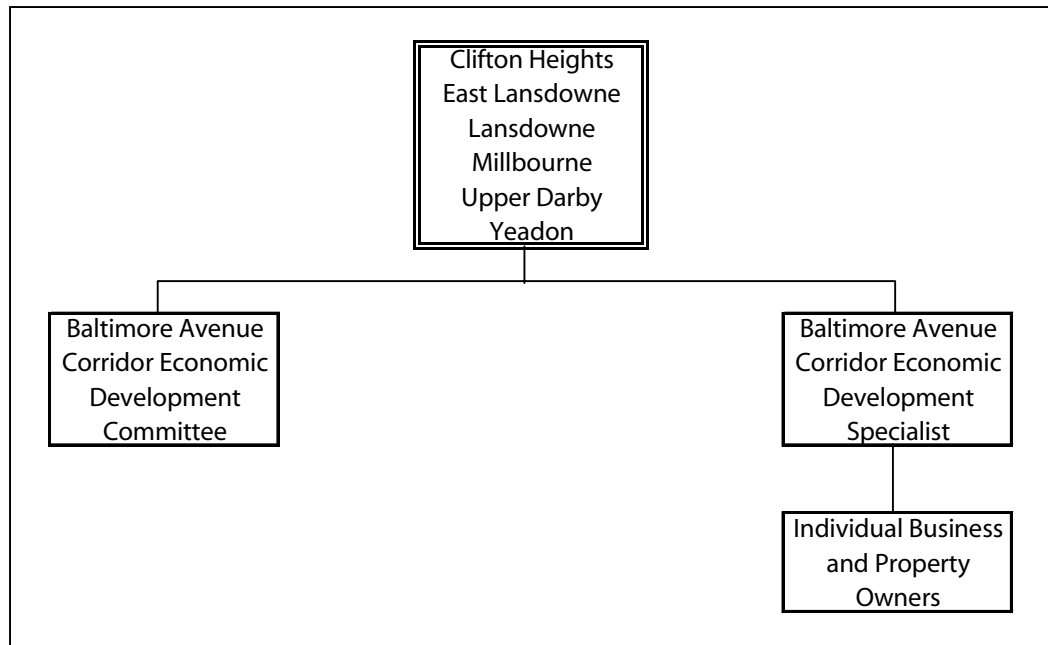 Clifton Heights
East Lansdowne
Lansdowne
Millbourne
Upper Darby
Yeadon
Baltimore Avenue
Corridor Economic
Development
Committee
Baltimore Avenue
Corridor Economic
Development
Specialist
Individual Business
and Property
Owners